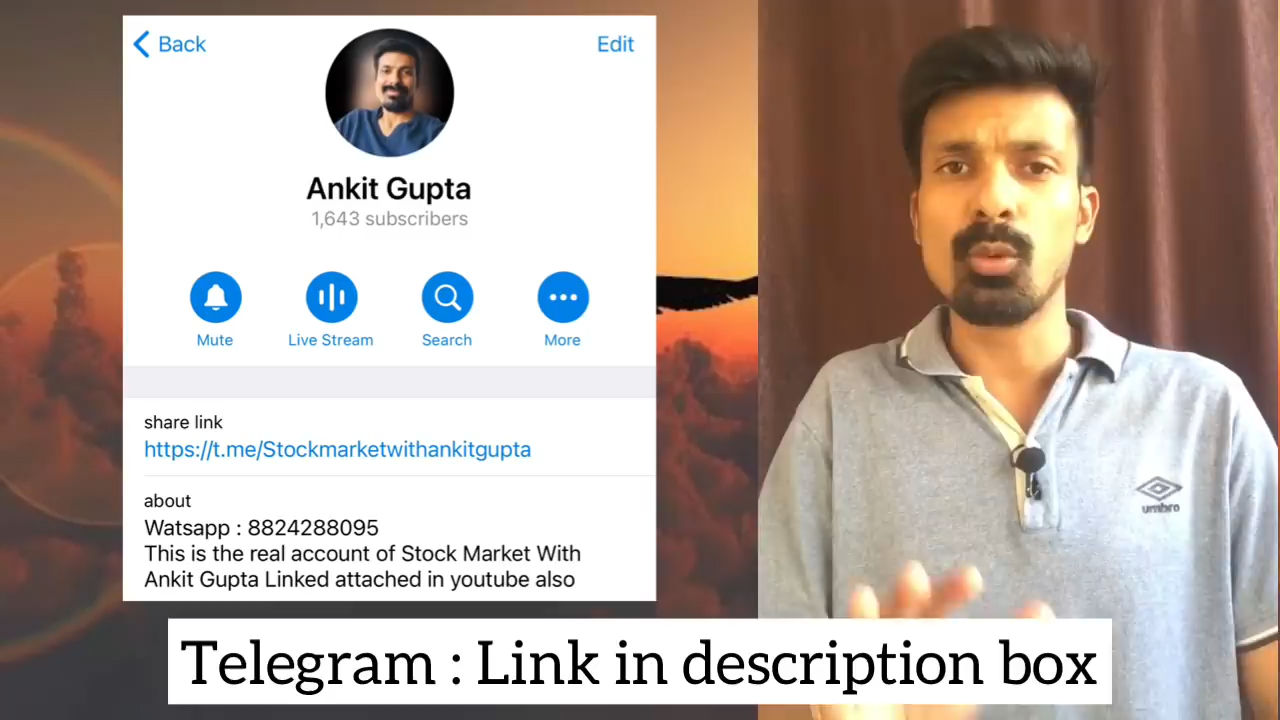 Back
Edit
Ankit Gupta
1,643 subscribers
Mute
Live Stream
Search
More
share link
https://t.me/Stockmarketwithankitgupta
about
Watsapp : 8824288095
This is the real account of Stock Market With
Ankit Gupta Linked attached in youtube also
umbro
Telegram : Link in description box